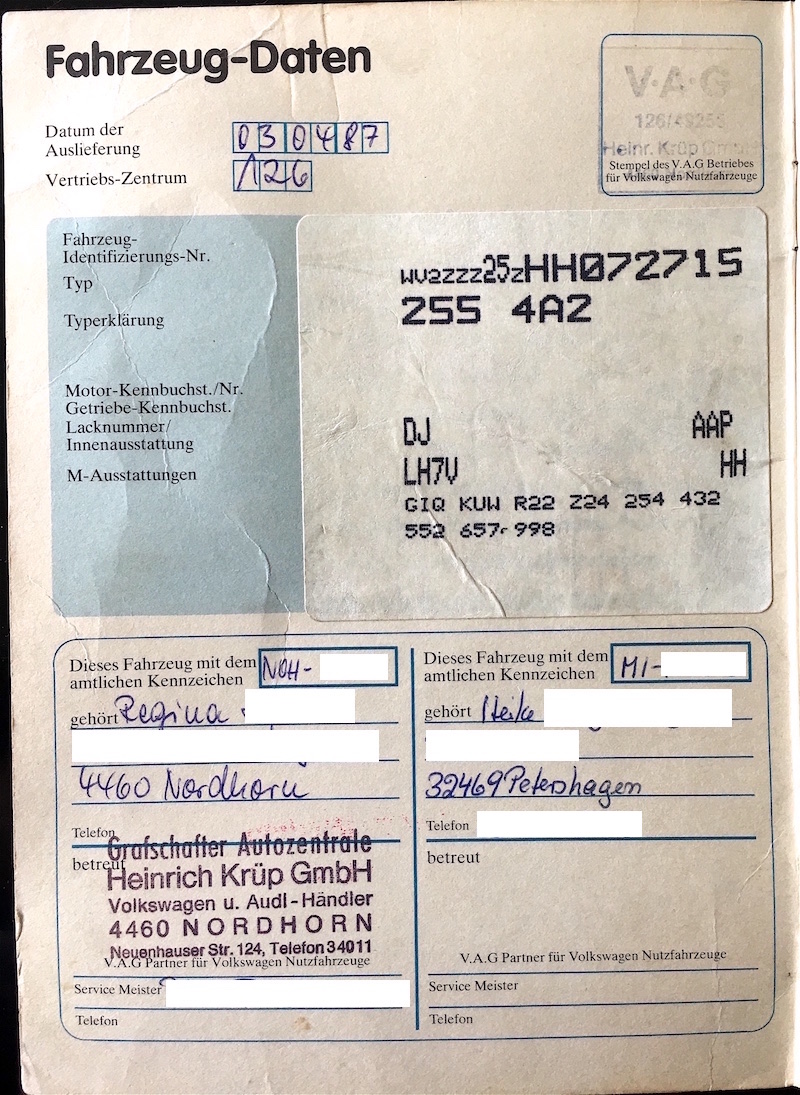 Fahrzeug-Daten
V·A·G
Heinr. Krüp GmbH
Stempel des V.A.G Betriebes
für Volkswagen Nutzfahrzeuge
Datum der
Auslieferung
030487
Vertriebs-Zentrum
126
Fahrzeug-
Identifizierungs-Nr.
WV2ZZZ25ZHH072715
Typ
255 4A2
Typerklärung
Motor-Kennbuchst./Nr.
Getriebe-Kennbuchst.
DJ AAP
Lacknummer/
Innenausstattung
LH7V HH
M-Ausstattungen
GIQ KUW R22 Z24 254 432
552 657 998
Dieses Fahrzeug mit dem
amtlichen Kennzeichen
NOH-
gehört Regina
4460 Nordhorn
Telefon
betreut
Grafschafter Autozentrale
Heinrich Krüp GmbH
Volkswagen u. Audi-Händler
4460 NORDHORN
Neuenhauser Str. 124, Telefon 34011
V.A.G Partner für Volkswagen Nutzfahrzeuge
Service Meister
Telefon
Dieses Fahrzeug mit dem
amtlichen Kennzeichen
MI-
gehört Heike
32469 Petershagen
Telefon
betreut
V.A.G Partner für Volkswagen Nutzfahrzeuge
Service Meister
Telefon